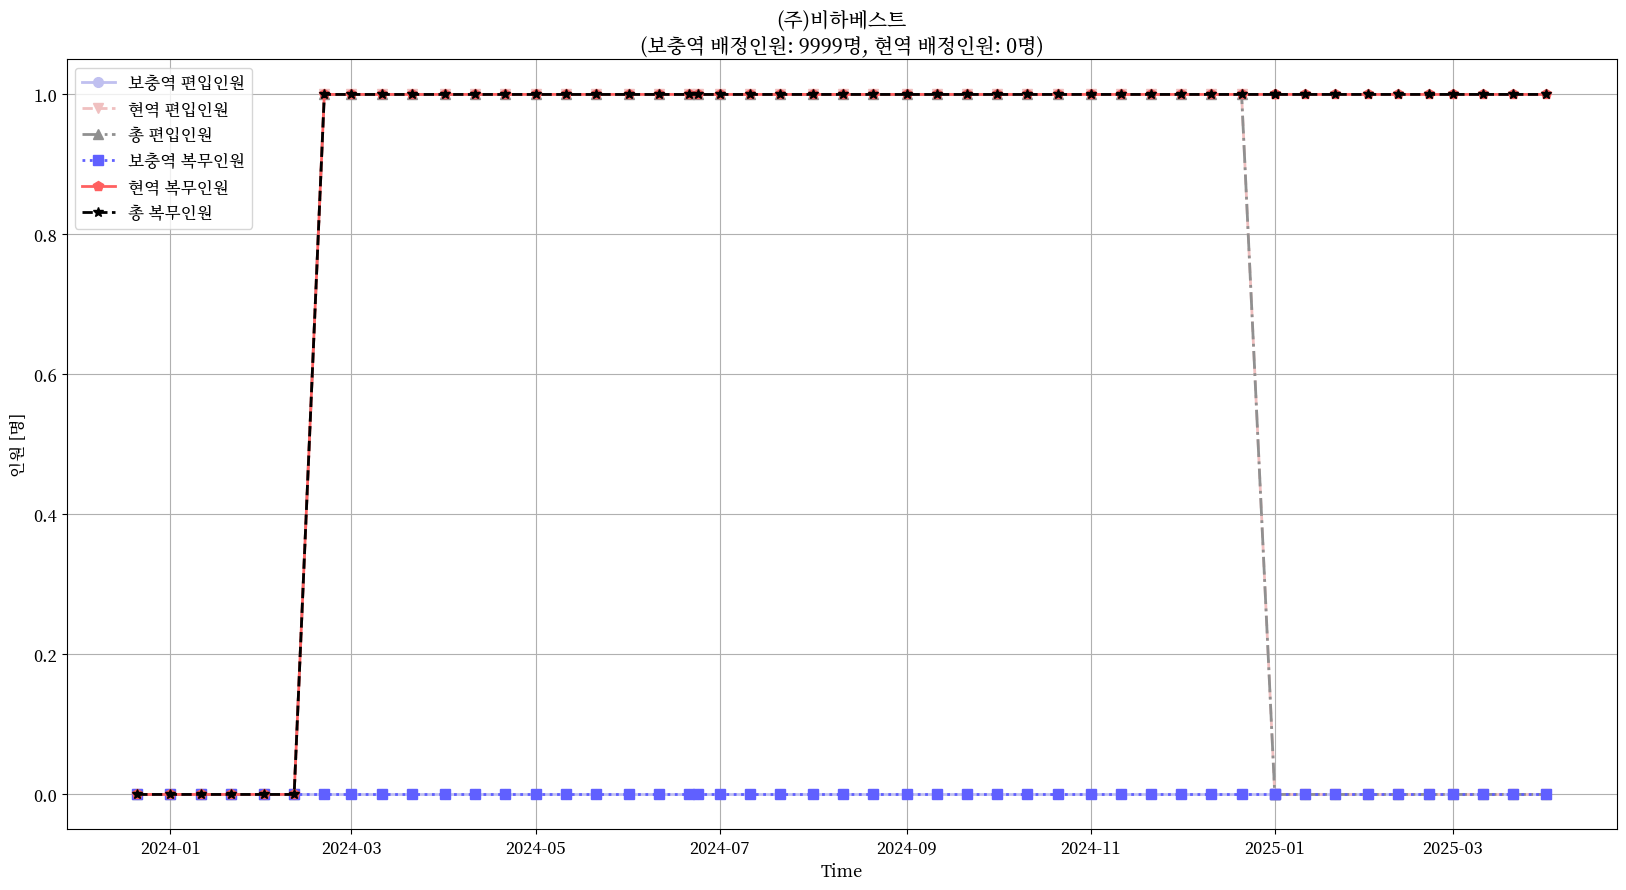 (주)비하베스트
(보충역 배정인원: 9999명, 현역 배정인원: 0명)
보충역 편입인원
현역 편입인원
총 편입인원
보충역 복무인원
현역 복무인원
총 복무인원
1.0
0.8
0.6
0.4
0.2
0.0
인원 [명]
2024-01
2024-03
2024-05
2024-07
2024-09
2024-11
2025-01
2025-03
Time